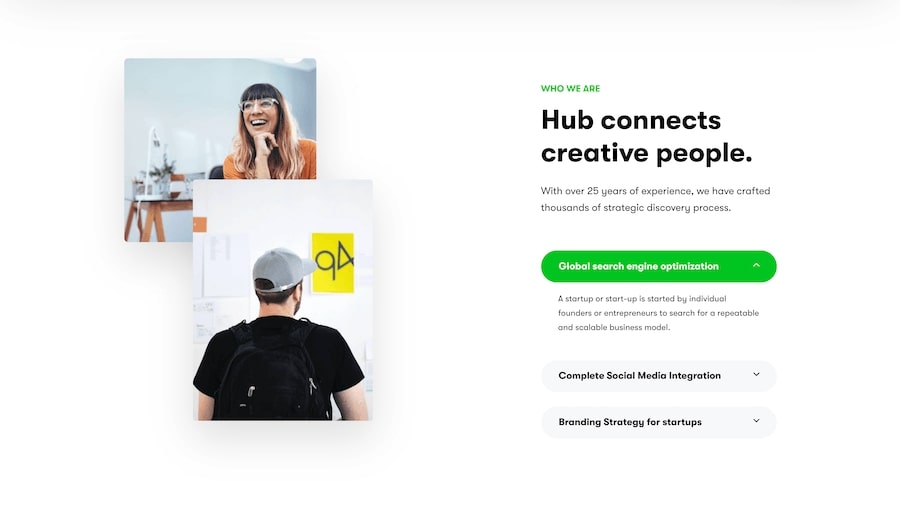 WHO WE ARE
Hub connects
creative people.
With over 25 years of experience, we have crafted
thousands of strategic discovery process.
Global search engine optimization
A startup or start-up is started by individual
founders or entrepreneurs to search for a repeatable
and scalable business model.
Complete Social Media Integration
Branding Strategy for startups
94